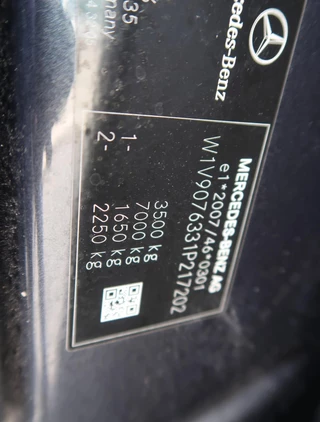 Mercedes-Benz
many
MERCEDES-BENZ AG
e1*2007/46*0301
W1V9076331P217202
3500 kg
7000 kg
1- 1650 kg
2- 2250 kg